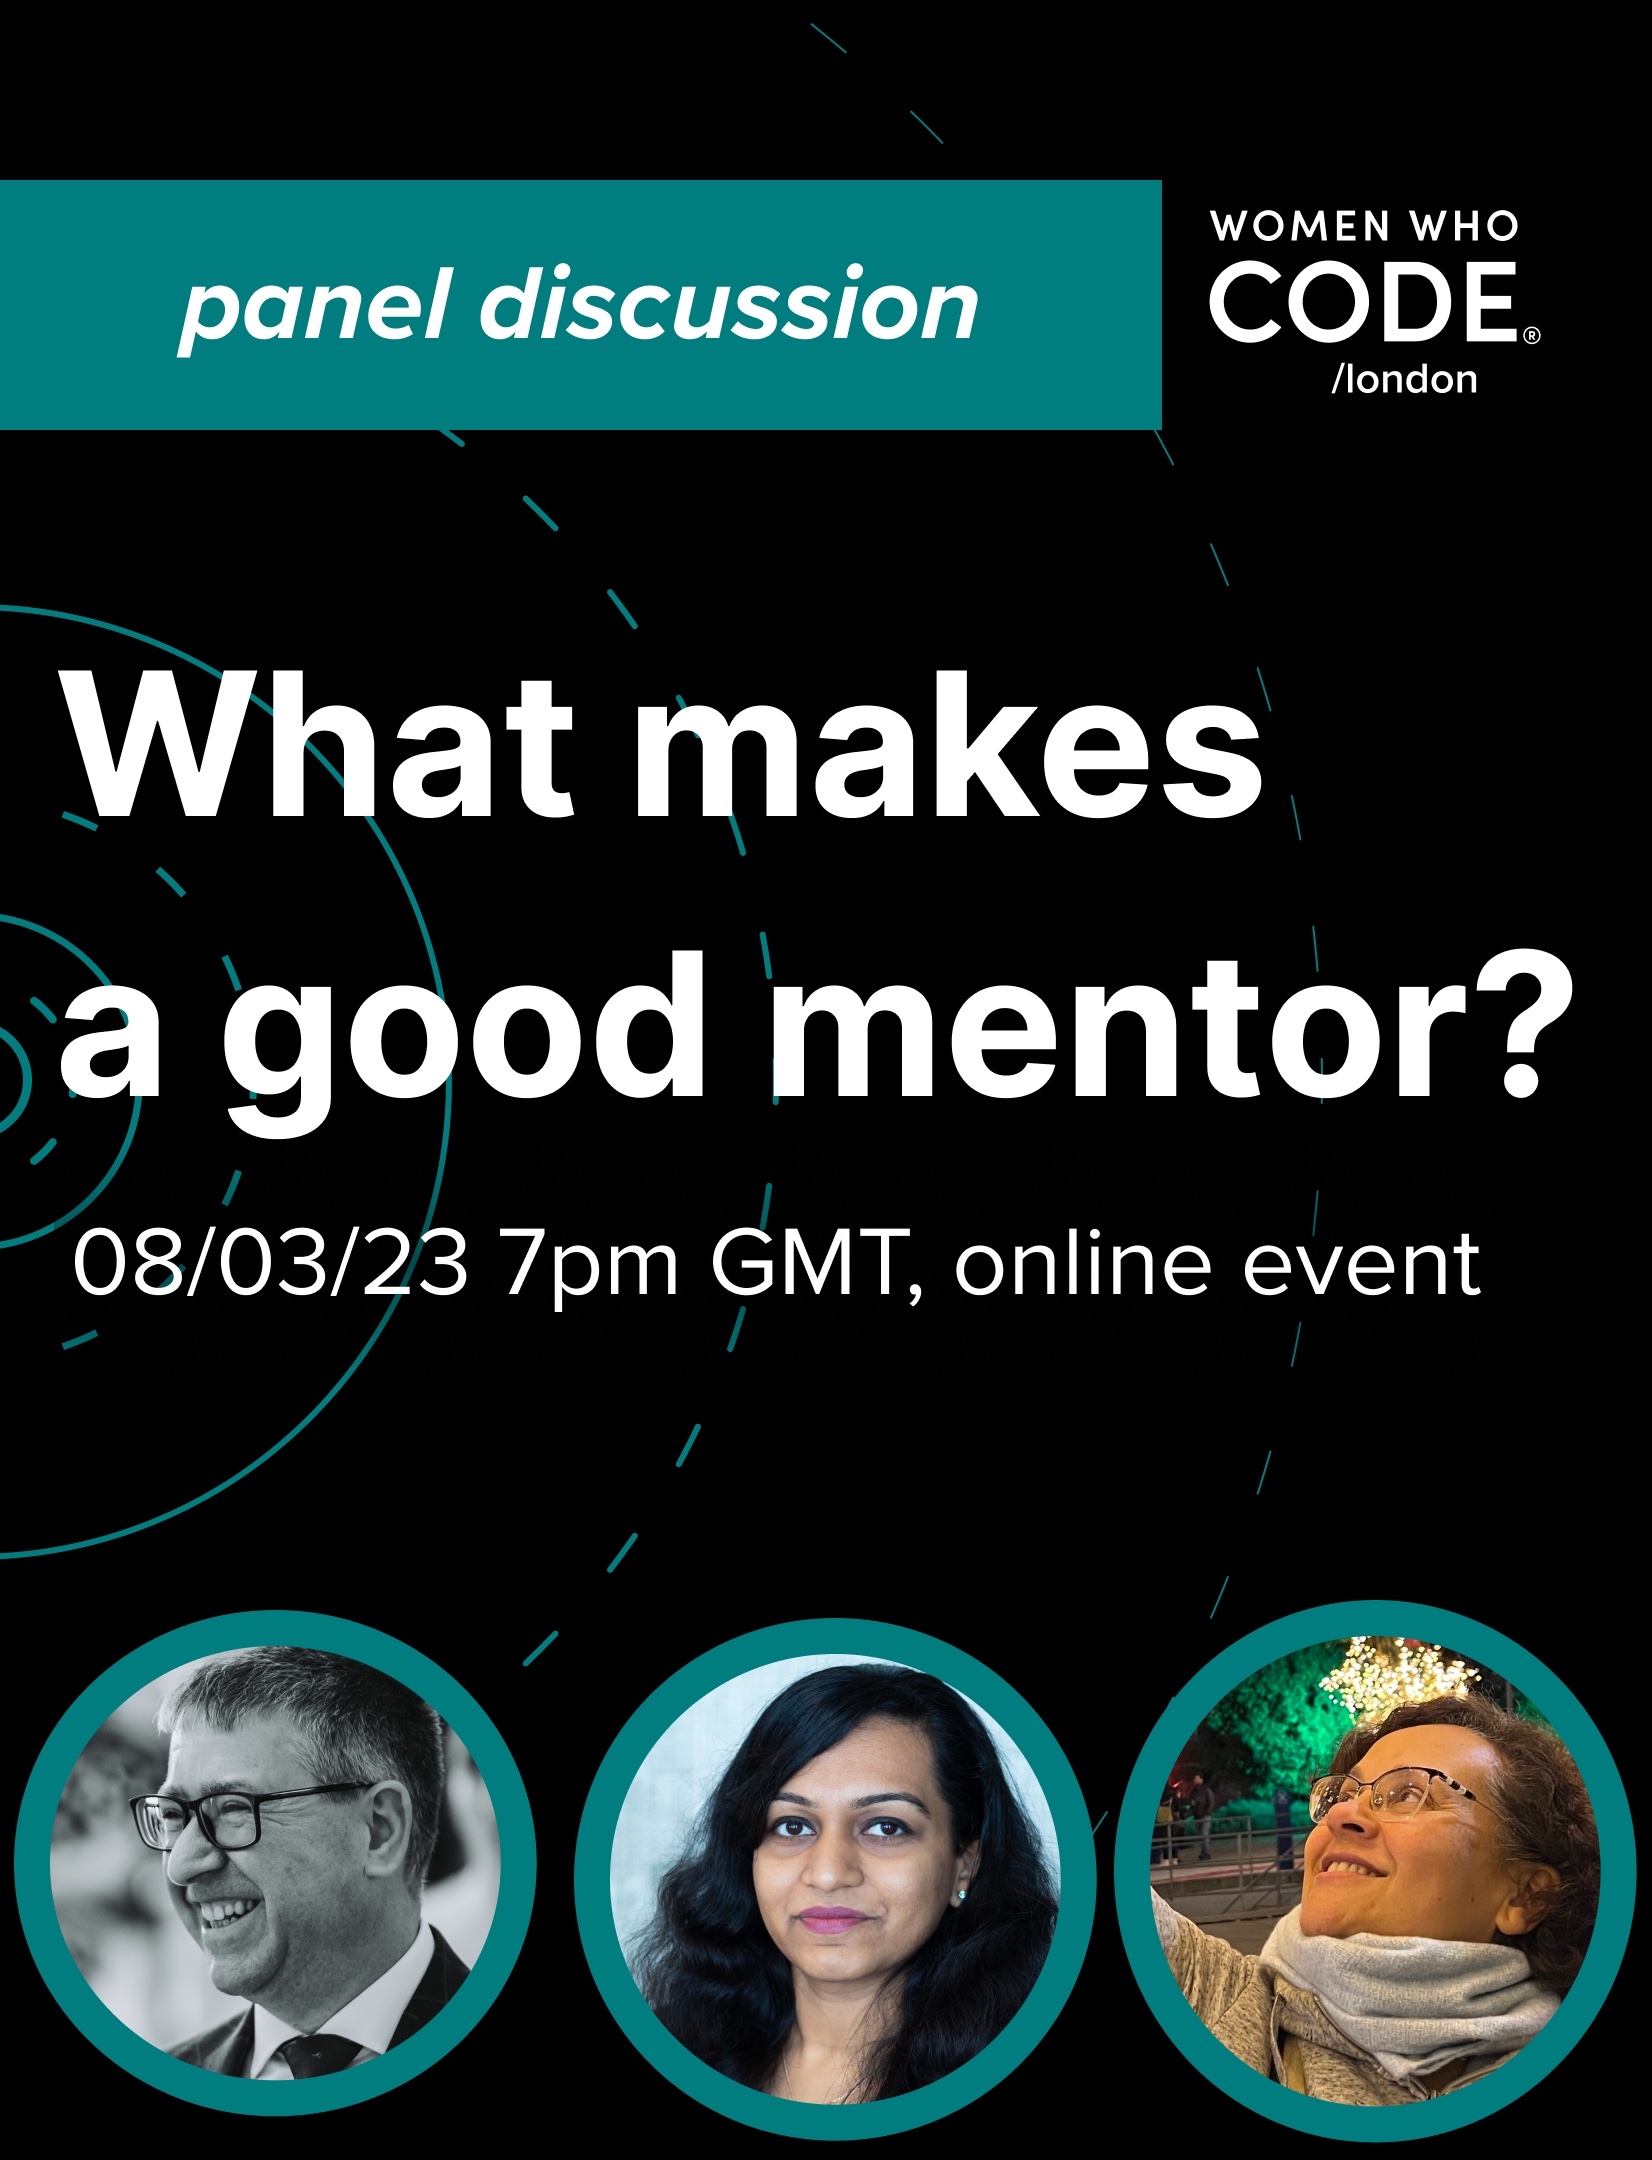 panel discussion
WOMEN WHO
CODE®
/london
What makes
a good mentor?
08/03/23 7pm GMT, online event